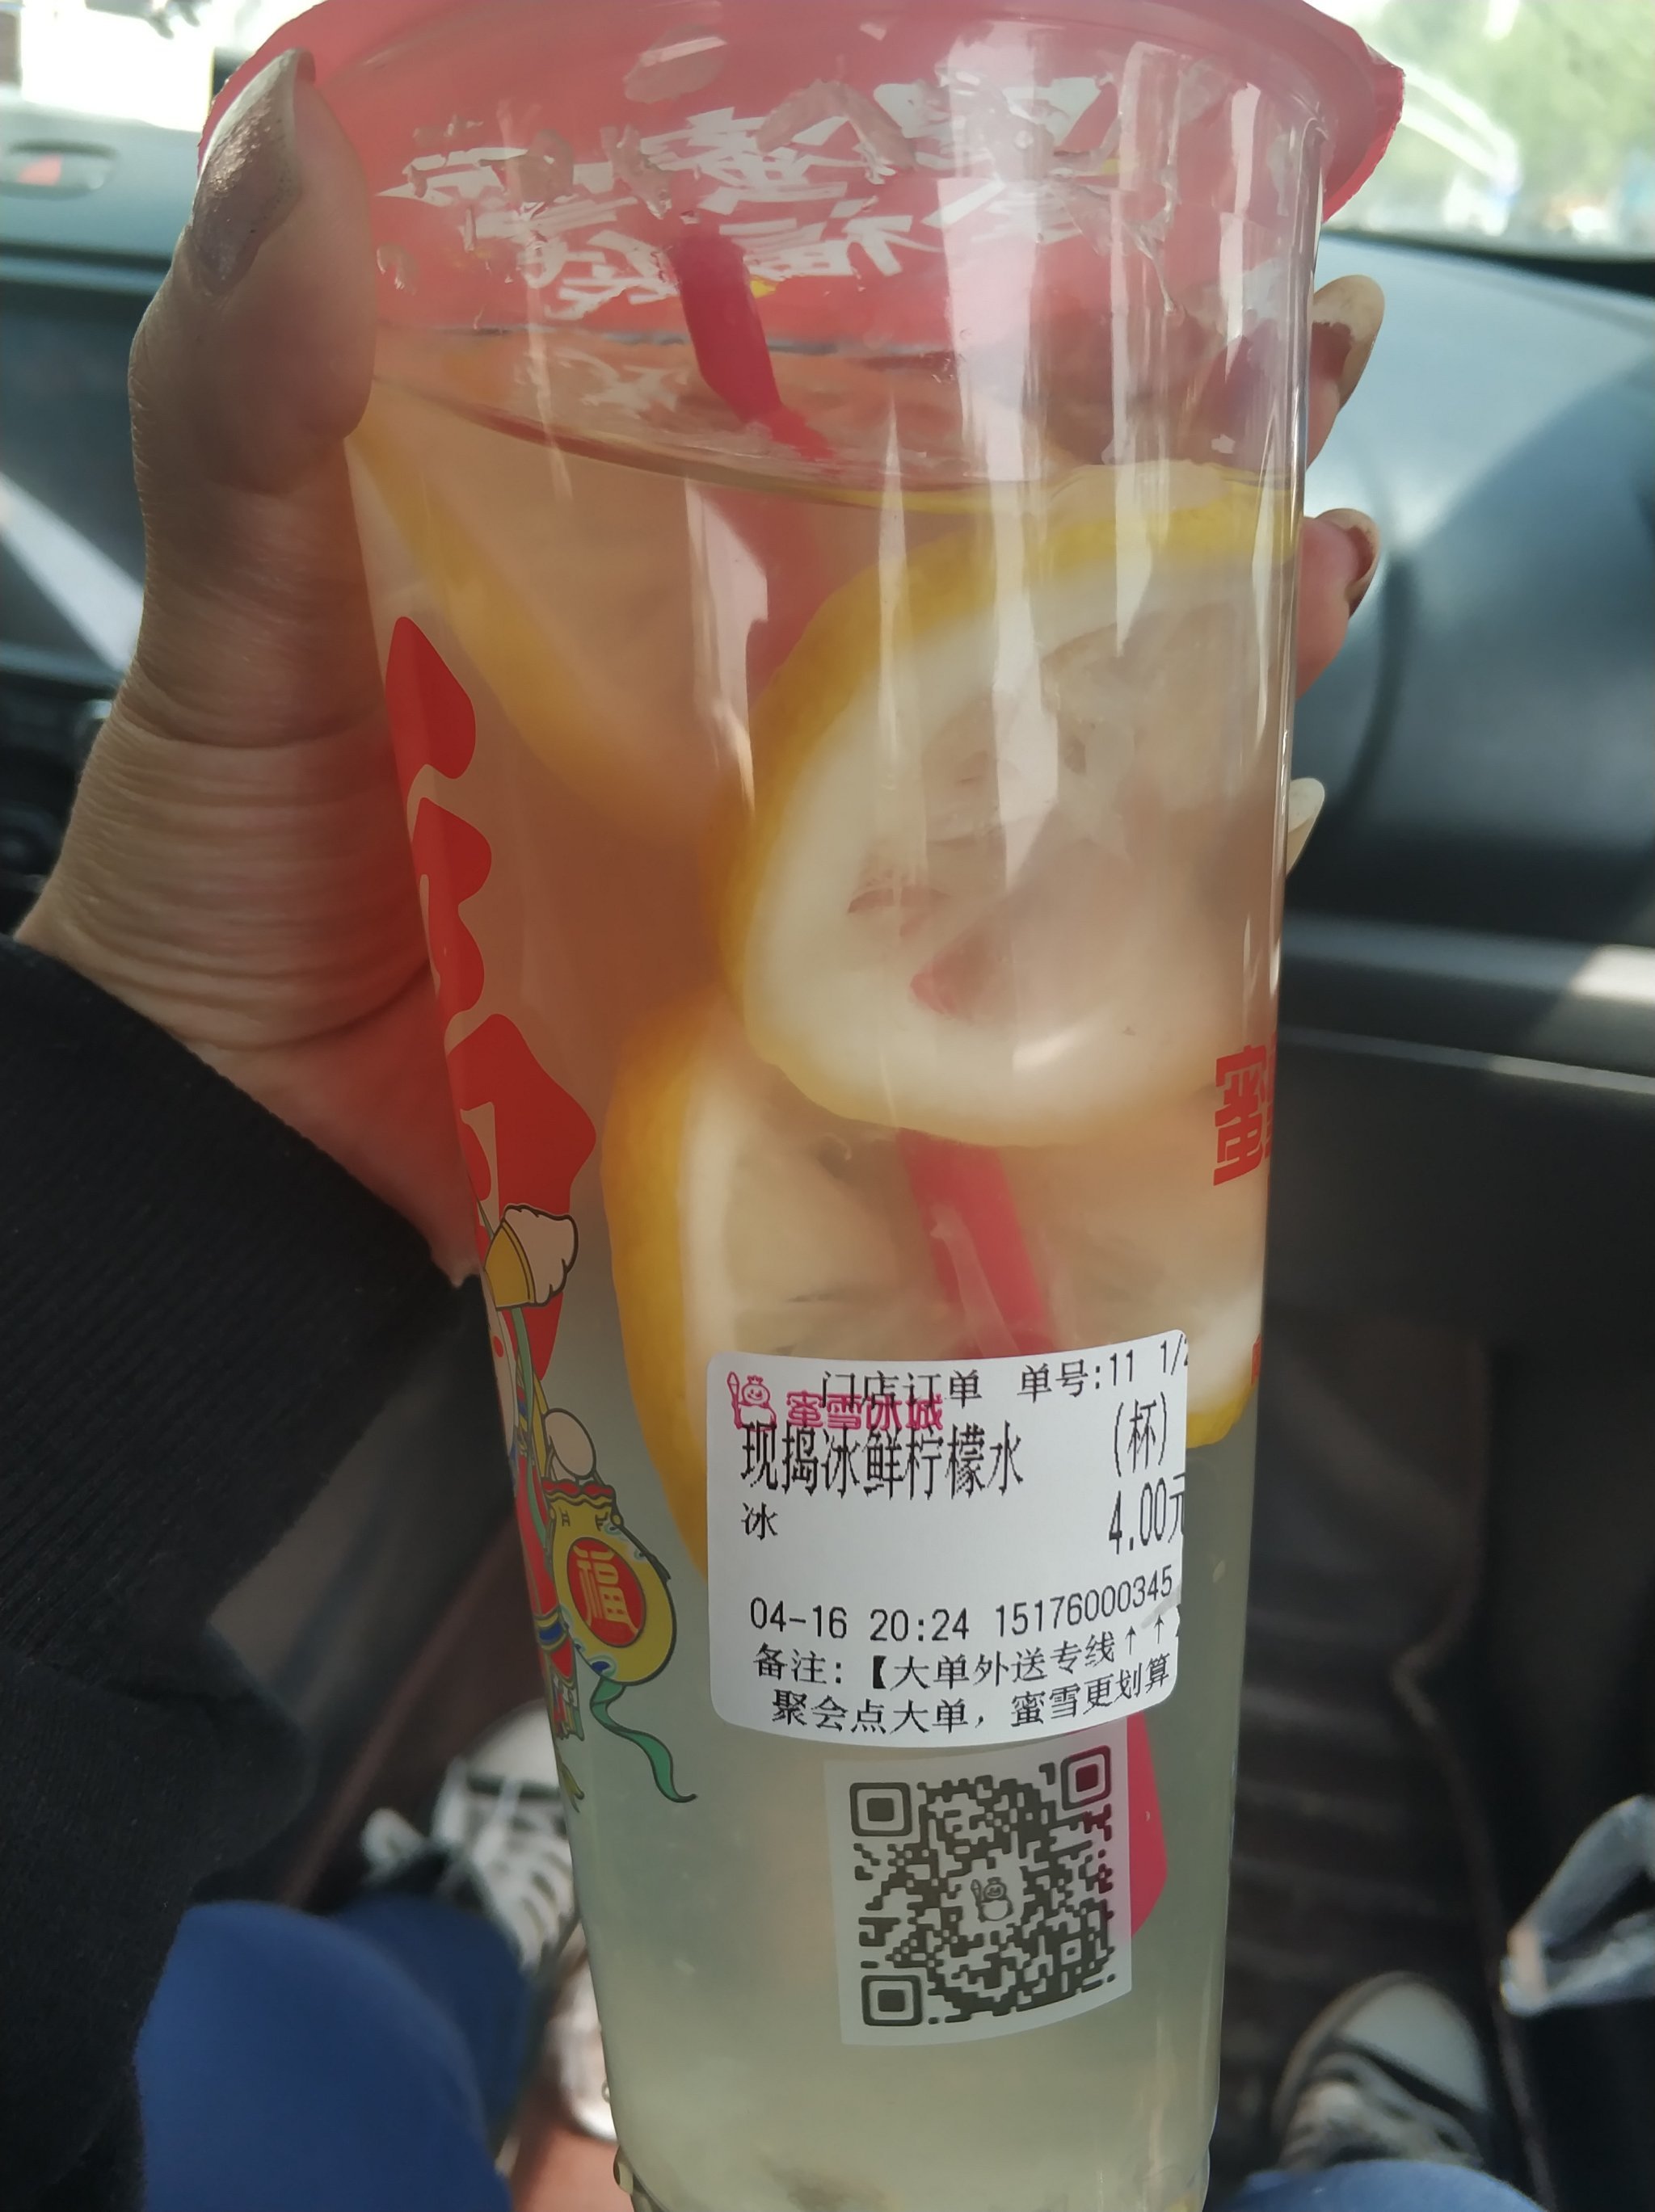 蜜
福
门店订单 单号:11 1/
蜜雪冰城
现捣冰鲜柠檬水 (杯)
冰 4.00元
04-16 20:24 15176000345
备注:【大单外送专线↑↑
聚会点大单，蜜雪更划算